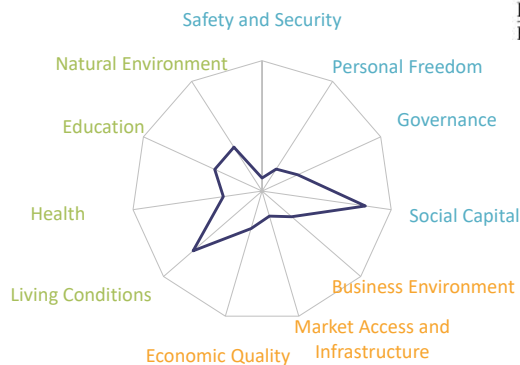 Safety and Security
Natural Environment
Personal Freedom
Education
Governance
Health
Social Capital
Living Conditions
Business Environment
Economic Quality
Market Access and
Infrastructure